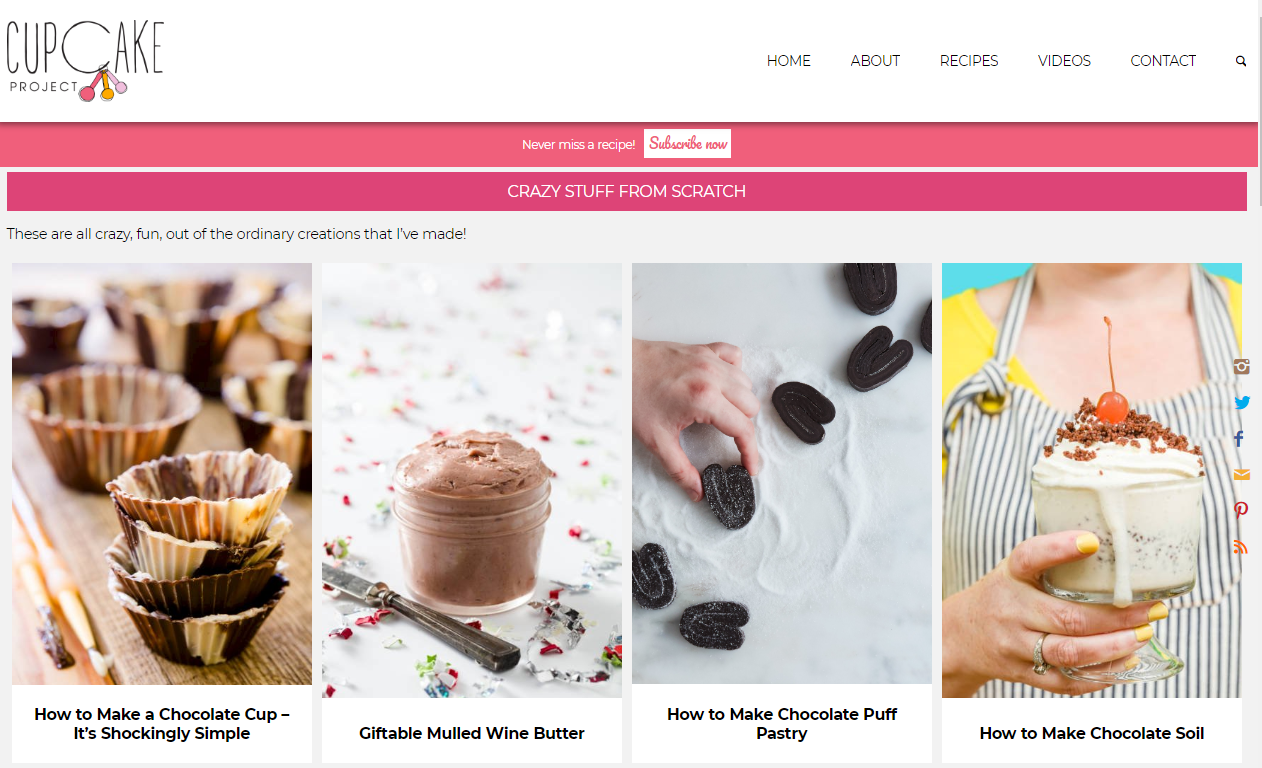 CUPCAKE
PROJECT
HOME ABOUT RECIPES VIDEOS CONTACT
Never miss a recipe! Subscribe now
CRAZY STUFF FROM SCRATCH
These are all crazy, fun, out of the ordinary creations that I've made!
How to Make a Chocolate Cup –
It's Shockingly Simple
Giftable Mulled Wine Butter
How to Make Chocolate Puff
Pastry
How to Make Chocolate Soil